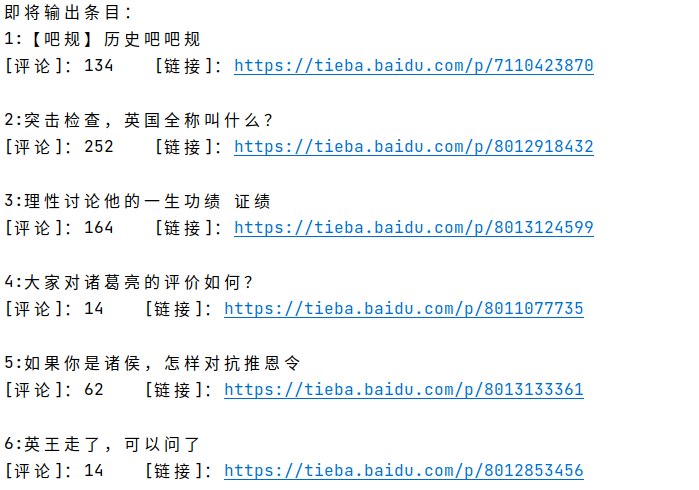 即将输出条目：
1:【吧规】历史吧吧规
[评论]：134    [链接]：https://tieba.baidu.com/p/7110423870
2:突击检查，英国全称叫什么？
[评论]：252    [链接]：https://tieba.baidu.com/p/8012918432
3:理性讨论他的一生功绩 证绩
[评论]：164    [链接]：https://tieba.baidu.com/p/8013124599
4:大家对诸葛亮的评价如何？
[评论]：14    [链接]：https://tieba.baidu.com/p/8011077735
5:如果你是诸侯，怎样对抗推恩令
[评论]：62    [链接]：https://tieba.baidu.com/p/8013133361
6:英王走了，可以问了
[评论]：14    [链接]：https://tieba.baidu.com/p/8012853456